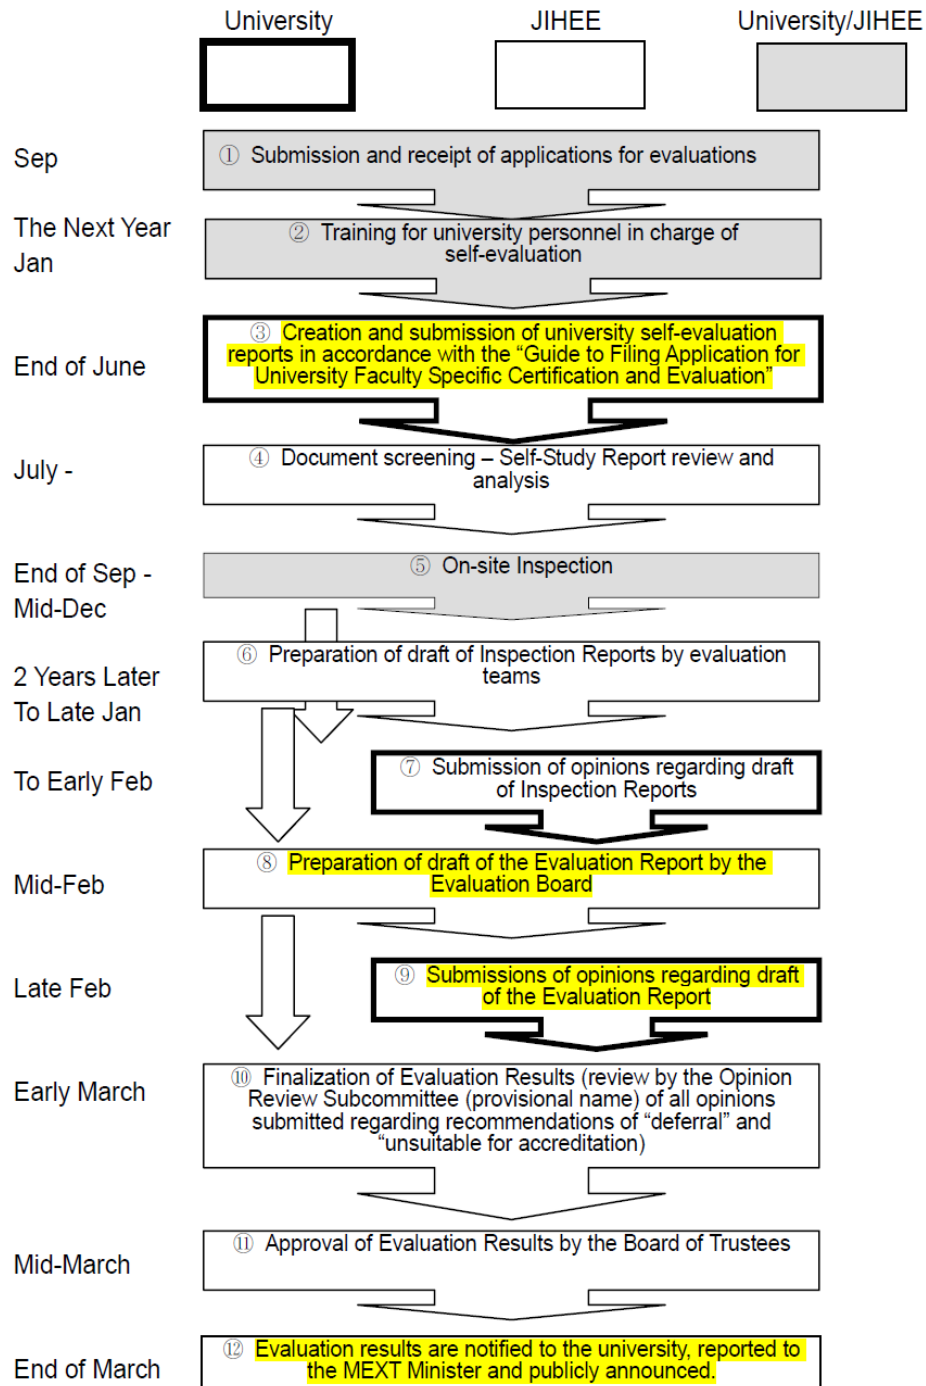 University
JIHEE
University/JIHEE
Sep
① Submission and receipt of applications for evaluations
The Next Year
Jan
② Training for university personnel in charge of
self-evaluation
End of June
③ Creation and submission of university self-evaluation
reports in accordance with the “Guide to Filing Application for
University Faculty Specific Certification and Evaluation”
July -
④ Document screening – Self-Study Report review and
analysis
End of Sep -
Mid-Dec
⑤ On-site Inspection
2 Years Later
To Late Jan
⑥ Preparation of draft of Inspection Reports by evaluation
teams
To Early Feb
⑦ Submission of opinions regarding draft
of Inspection Reports
Mid-Feb
⑧ Preparation of draft of the Evaluation Report by the
Evaluation Board
Late Feb
⑨ Submissions of opinions regarding draft
of the Evaluation Report
Early March
⑩ Finalization of Evaluation Results (review by the Opinion
Review Subcommittee (provisional name) of all opinions
submitted regarding recommendations of “deferral” and
“unsuitable for accreditation)
Mid-March
⑪ Approval of Evaluation Results by the Board of Trustees
End of March
⑫ Evaluation results are notified to the university, reported to
the MEXT Minister and publicly announced.